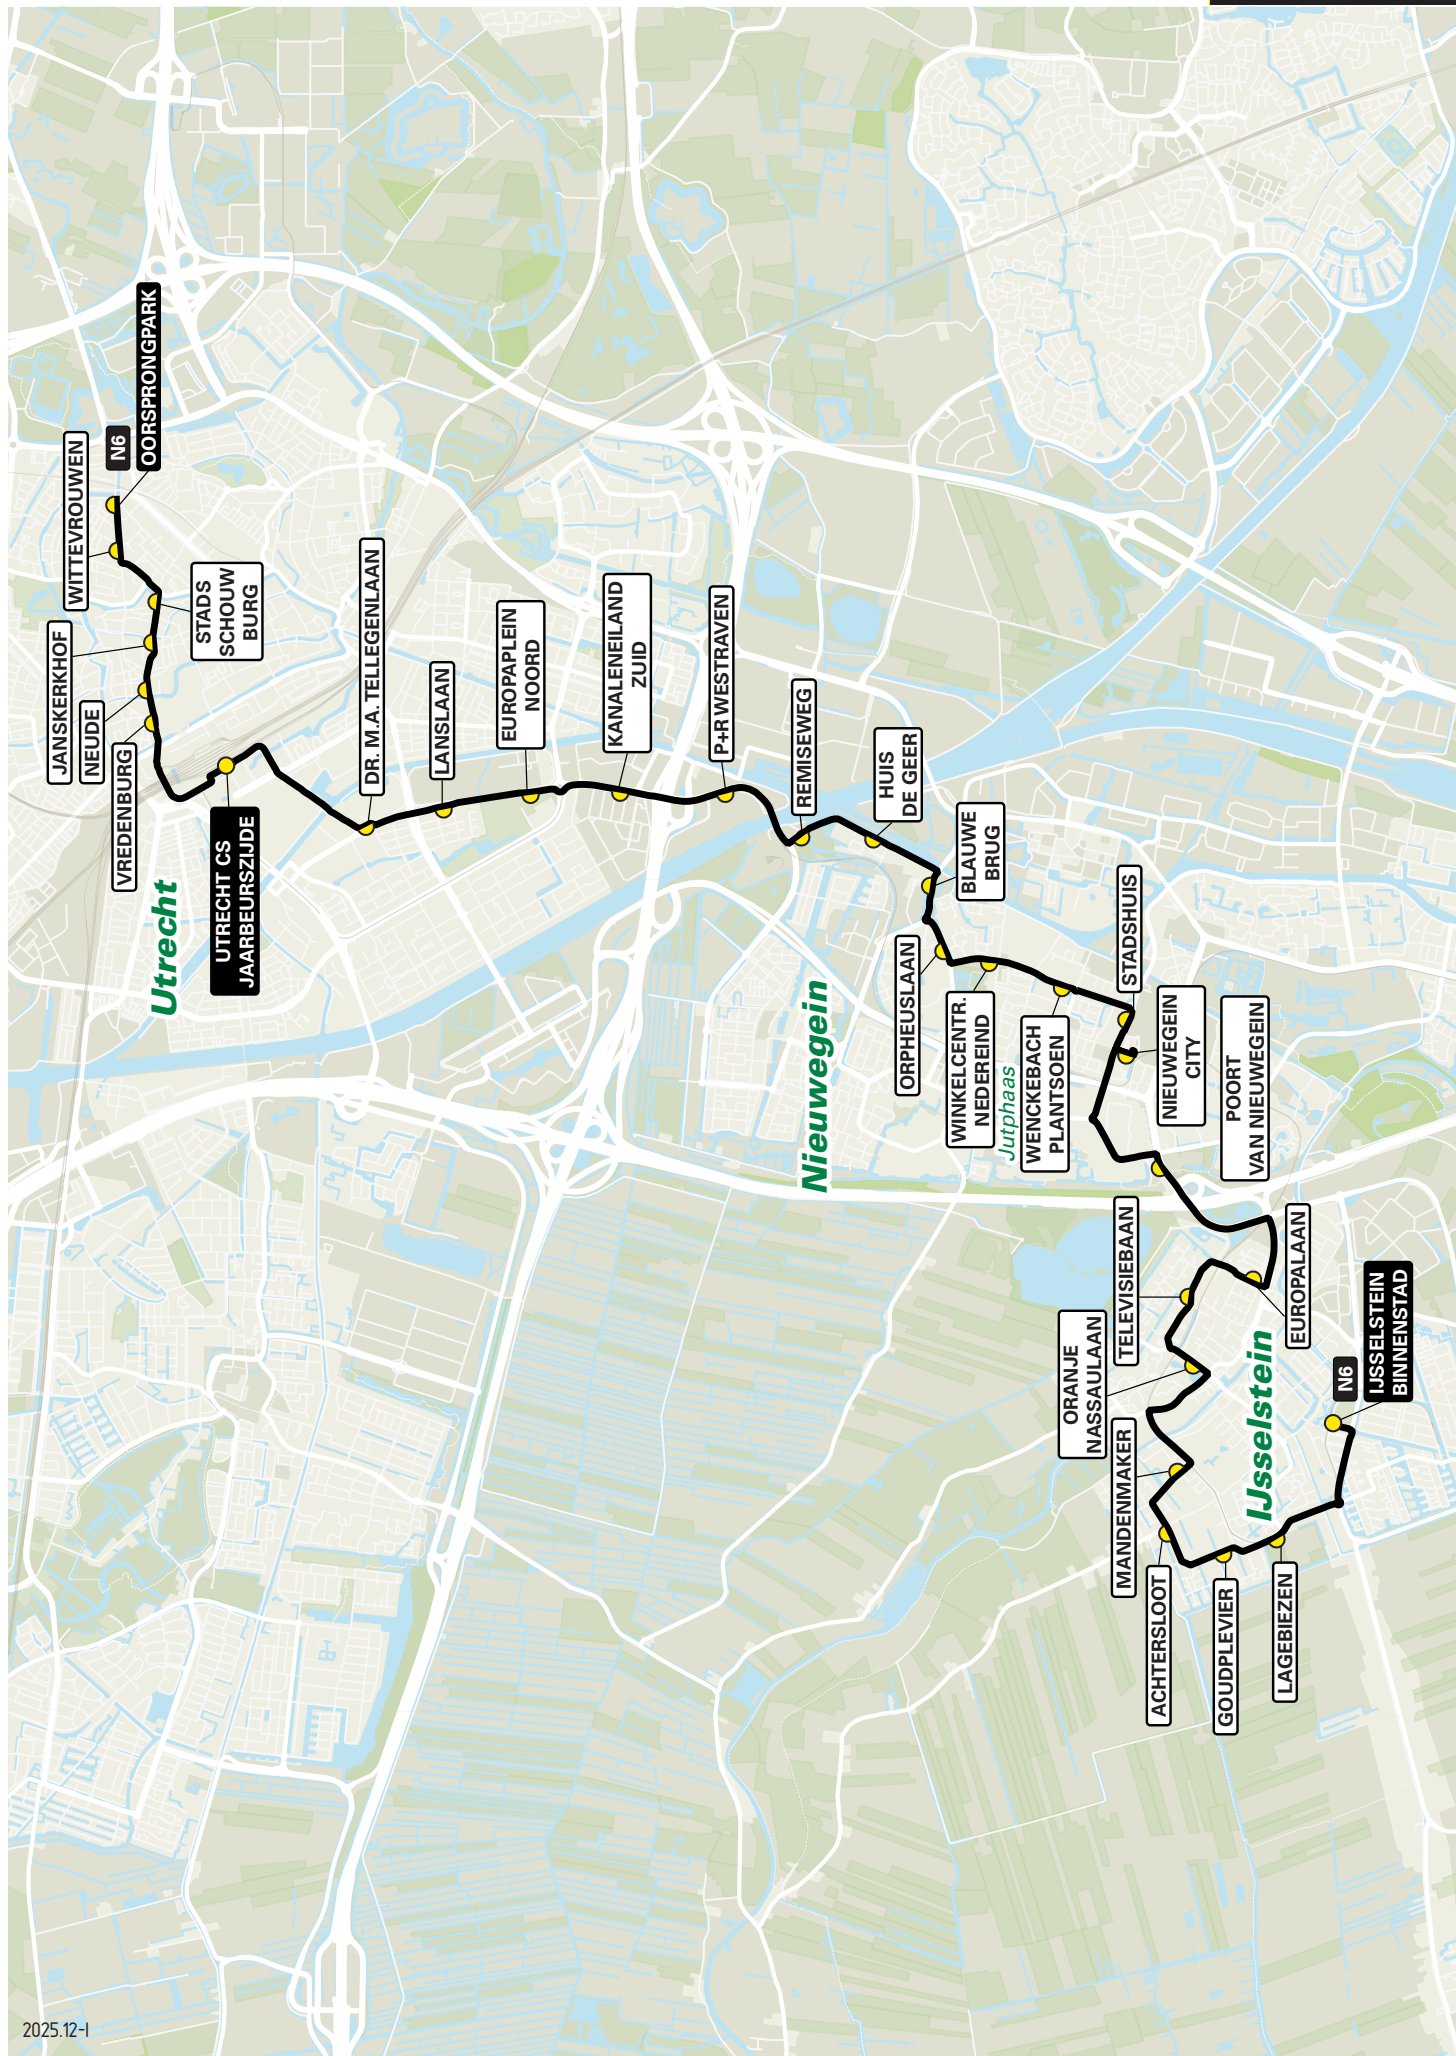 N6
OORSPRONGPARK
WITTEVROUWEN
STADS
SCHOUW
BURG
JANSKERKHOF
NEUDE
VREDENBURG
Utrecht
UTRECHT CS
JAARBEURSZIJDE
DR. M.A. TELLEGENLAAN
LANSLAAN
EUROPAPLEIN
NOORD
KANALENEILAND
ZUID
P+R WESTRAVEN
REMISEWEG
HUIS
DE GEER
BLAUWE
BRUG
ORPHEUSLAAN
Nieuwegein
WINKELCENTR.
NEDEREIND
Jutphaas
WENCKEBACH
PLANTSOEN
STADSHUIS
NIEUWEGEIN
CITY
POORT
VAN NIEUWEGEIN
EUROPALAAN
TELEVISIEBAAN
ORANJE
NASSAULAAN
MANDENMAKER
ACHTERSLOOT
GOUDPLEVIER
LAGEBIEZEN
IJsselstein
N6
IJSSELSTEIN
BINNENSTAD
2025.12-I